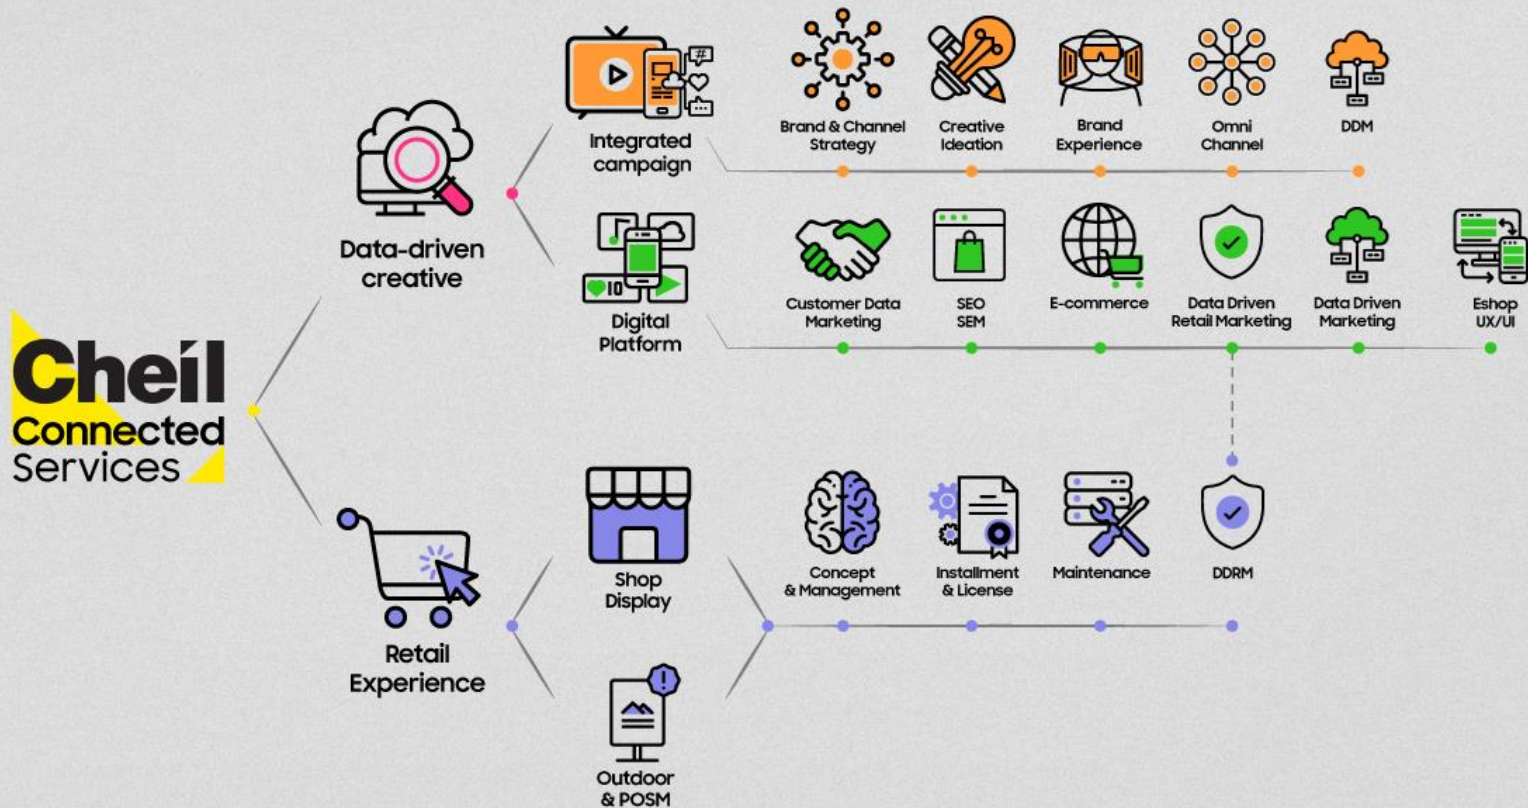 Cheil
Connected
Services
Data-driven
creative
Integrated
campaign
#
Brand & Channel
Strategy
Creative
Ideation
Brand
Experience
Omni
Channel
DDM
10
Digital
Platform
Customer Data
Marketing
SEO
SEM
E-commerce
Data Driven
Retail Marketing
Data Driven
Marketing
Eshop
UX/UI
Retail
Experience
Shop
Display
!
Outdoor
& POSM
Concept
& Management
Installment
& License
Maintenance
DDRM